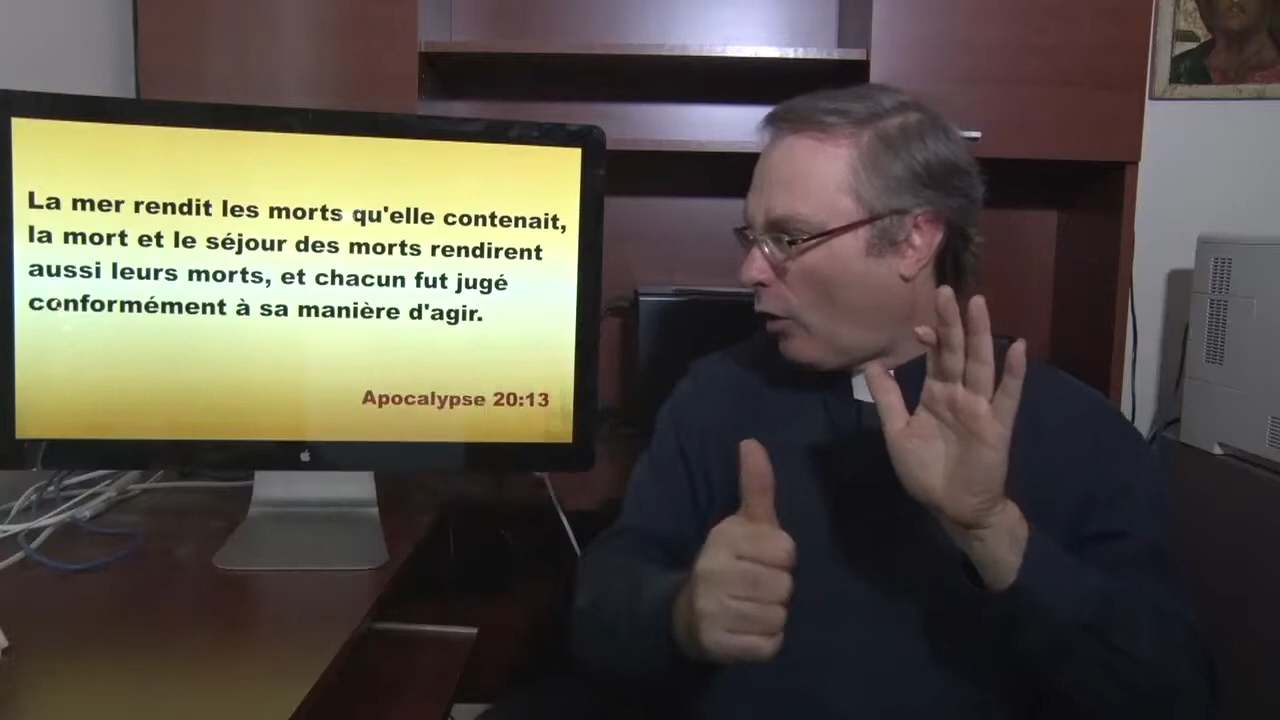 La mer rendit les morts qu'elle contenait,
la mort et le séjour des morts rendirent
aussi leurs morts, et chacun fut jugé
conformément à sa manière d'agir.
Apocalypse 20:13